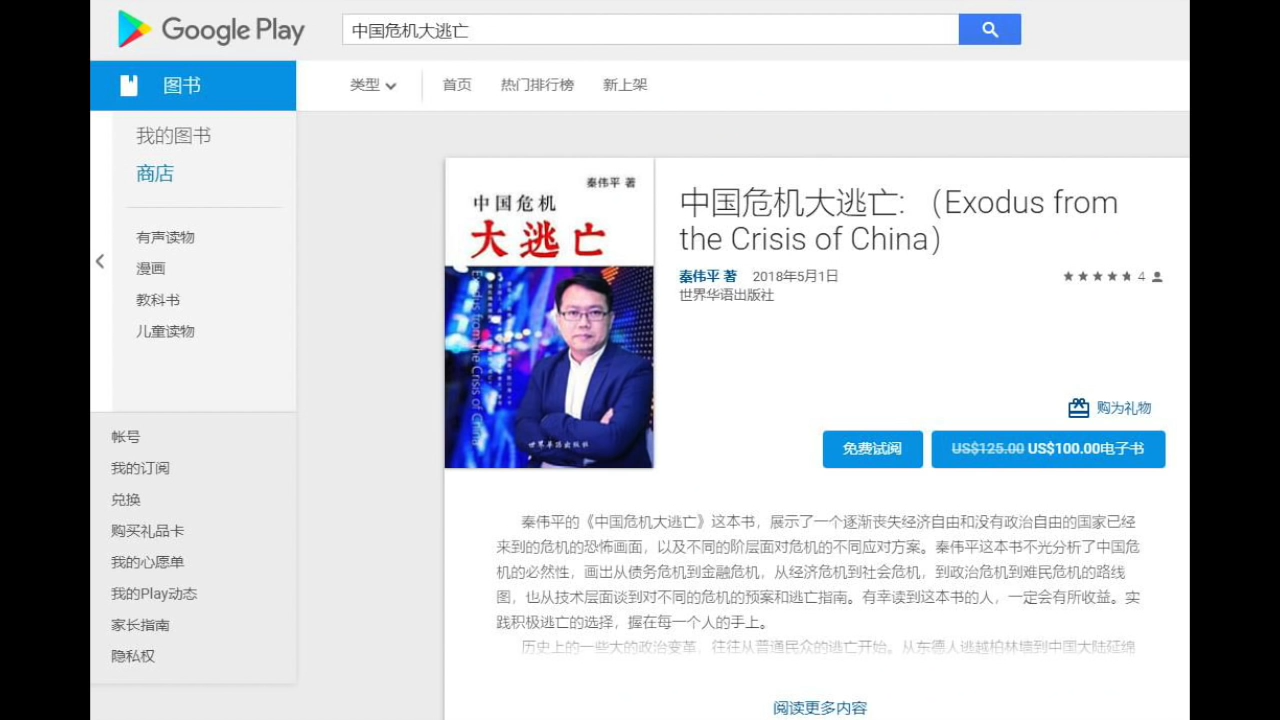 Google Play
中国危机大逃亡
图书
类型
首页
热门排行榜
新上架
我的图书
商店
有声读物
漫画
教科书
儿童读物
帐号
我的订阅
兑换
购买礼品卡
我的心愿单
我的Play动态
家长指南
隐私权
秦伟平 著
中国危机
大逃亡
Exodus from the Crisis of China
世界华语出版社
中国危机大逃亡: （Exodus from
the Crisis of China）
秦伟平 著 2018年5月1日
4
世界华语出版社
购为礼物
免费试阅
US$125.00 US$100.00电子书
秦伟平的《中国危机大逃亡》这本书，展示了一个逐渐丧失经济自由和没有政治自由的国家已经
来到的危机的恐怖画面，以及不同的阶层面对危机的不同应对方案。秦伟平这本书不光分析了中国危
机的必然性，画出从债务危机到金融危机，从经济危机到社会危机，到政治危机到难民危机的路线
图，也从技术层面谈到对不同的危机的预案和逃亡指南。有幸读到这本书的人，一定会有所收益。实
践积极逃亡的选择，握在每一个人的手上。
历史上的一些大的政治变革，往往从普通民众的逃亡开始。从东德人逃越柏林墙到中国大陆延绵
阅读更多内容